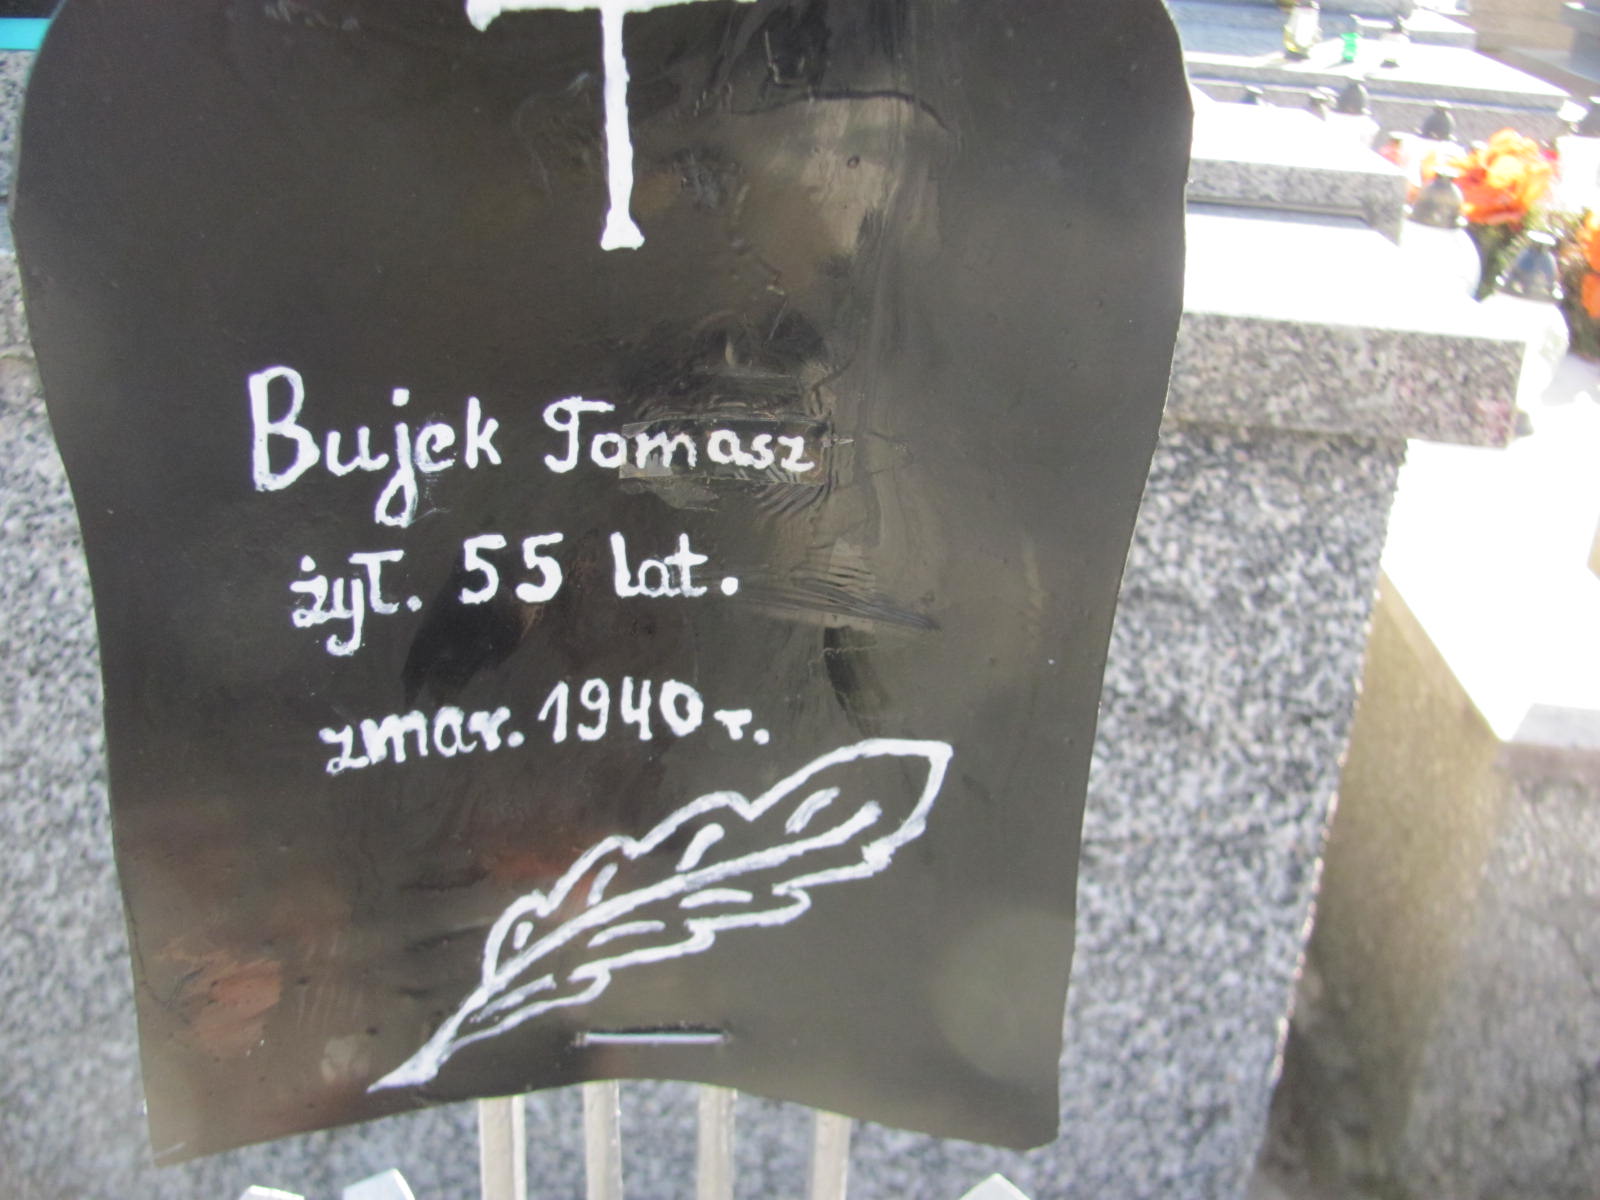 Bujek Tomasz
żył. 55 lat.
zmar. 1940 r.